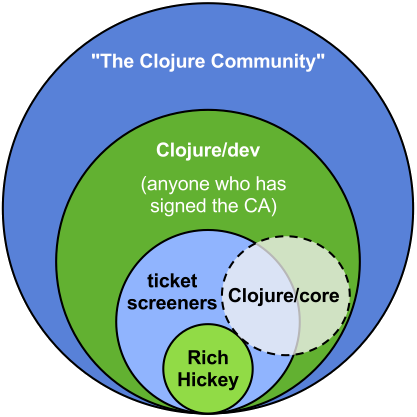 "The Clojure Community"
Clojure/dev
(anyone who has
signed the CA)
ticket
screeners
Clojure/core
Rich
Hickey